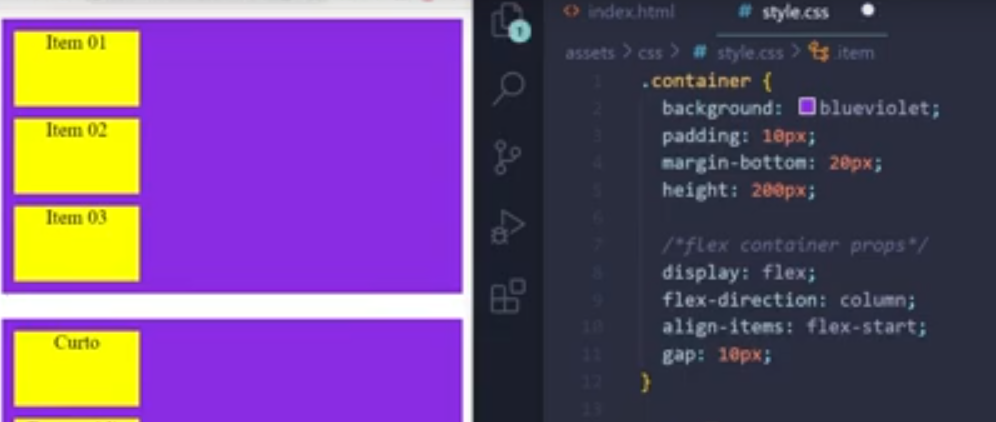 Item 01
Item 02
Item 03
Curto
1
index.html
# style.css
assets > css > # style.css > .item
1 .container {
2 background: blueviolet;
3 padding: 10px;
4 margin-bottom: 20px;
5 height: 200px;
6
7 /*flex container props*/
8 display: flex;
9 flex-direction: column;
10 align-items: flex-start;
11 gap: 10px;
12 }
13